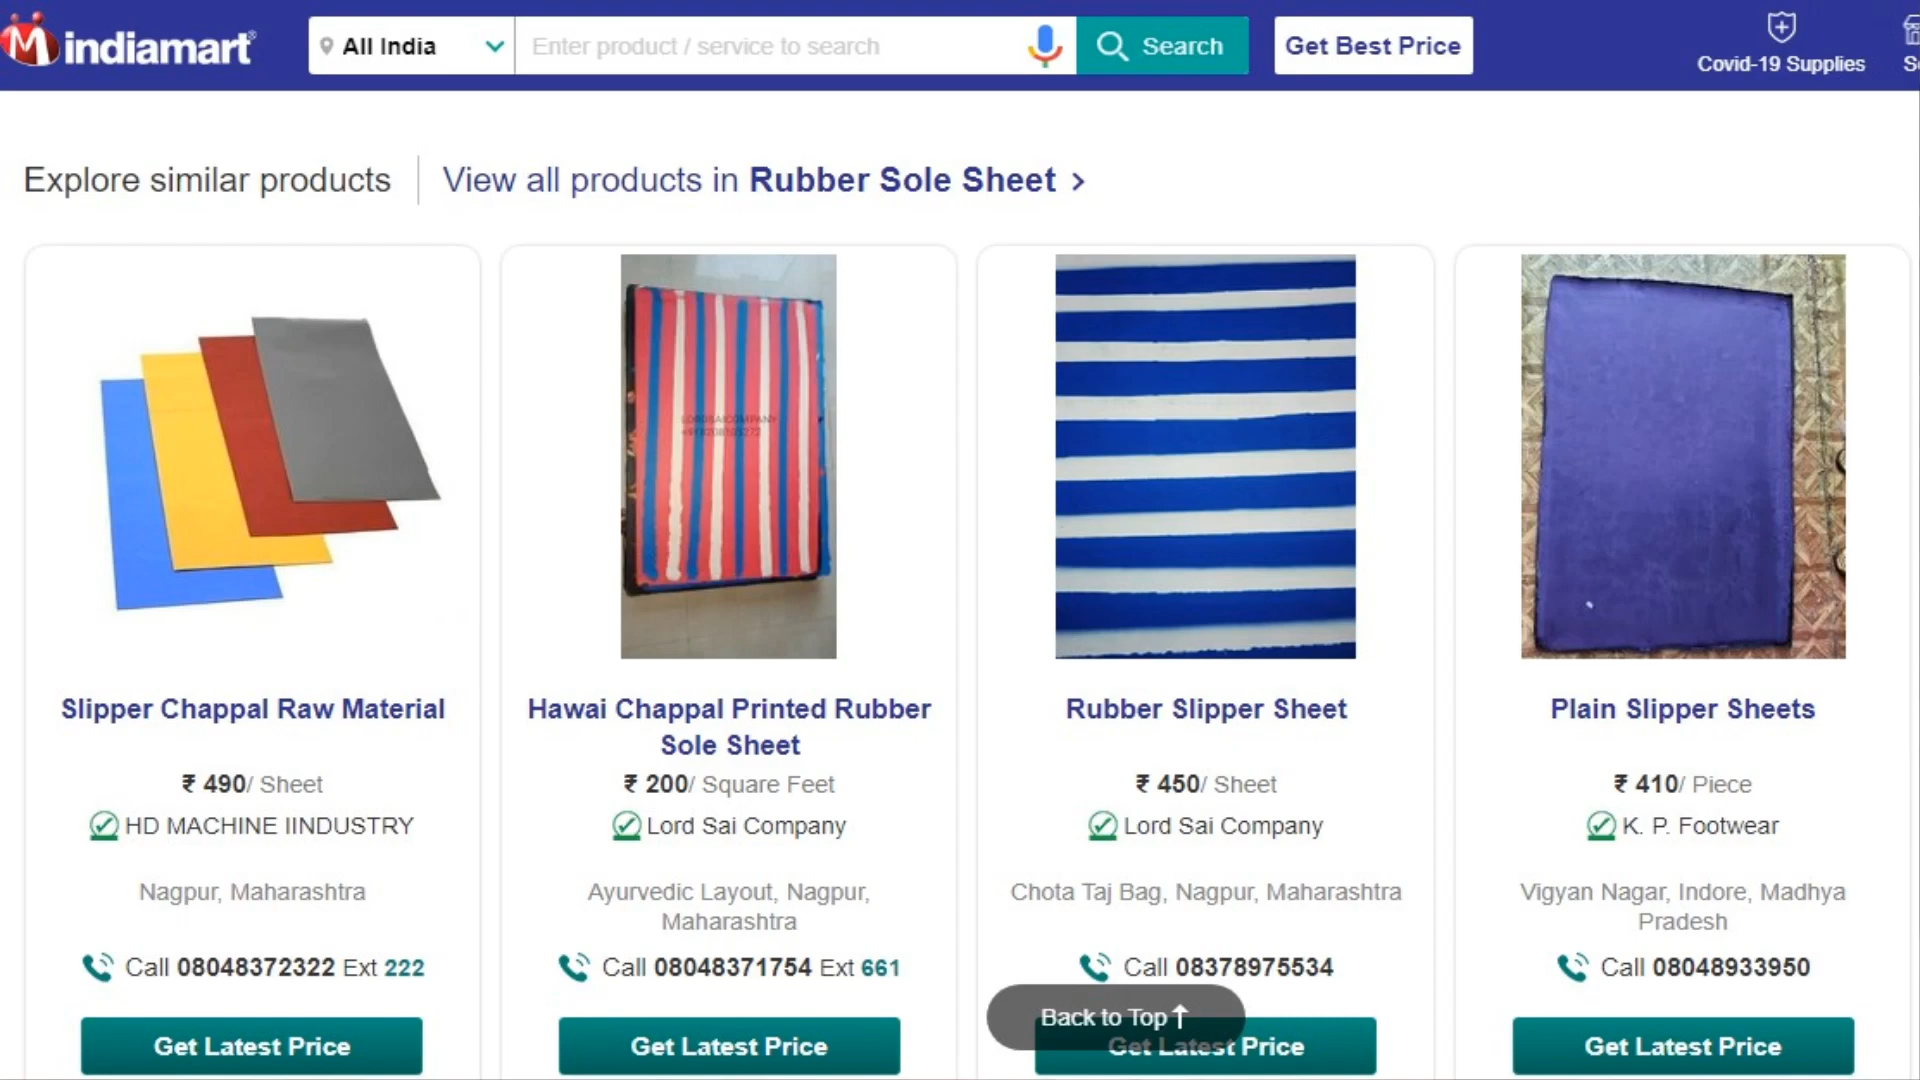 indiamart
All India
Enter product / service to search
Search
Get Best Price
Covid-19 Supplies
Explore similar products
View all products in Rubber Sole Sheet >
Slipper Chappal Raw Material
₹ 490/ Sheet
HD MACHINE IINDUSTRY
Nagpur, Maharashtra
Call 08048372322 Ext 222
Get Latest Price
LORDSAICOMPANY
Hawai Chappal Printed Rubber
Sole Sheet
₹ 200/ Square Feet
Lord Sai Company
Ayurvedic Layout, Nagpur,
Maharashtra
Call 08048371754 Ext 661
Get Latest Price
Rubber Slipper Sheet
₹ 450/ Sheet
Lord Sai Company
Chota Taj Bag, Nagpur, Maharashtra
Call 08378975534
Back to Top
Get Latest Price
Plain Slipper Sheets
₹ 410/ Piece
K. P. Footwear
Vigyan Nagar, Indore, Madhya
Pradesh
Call 08048933950
Get Latest Price